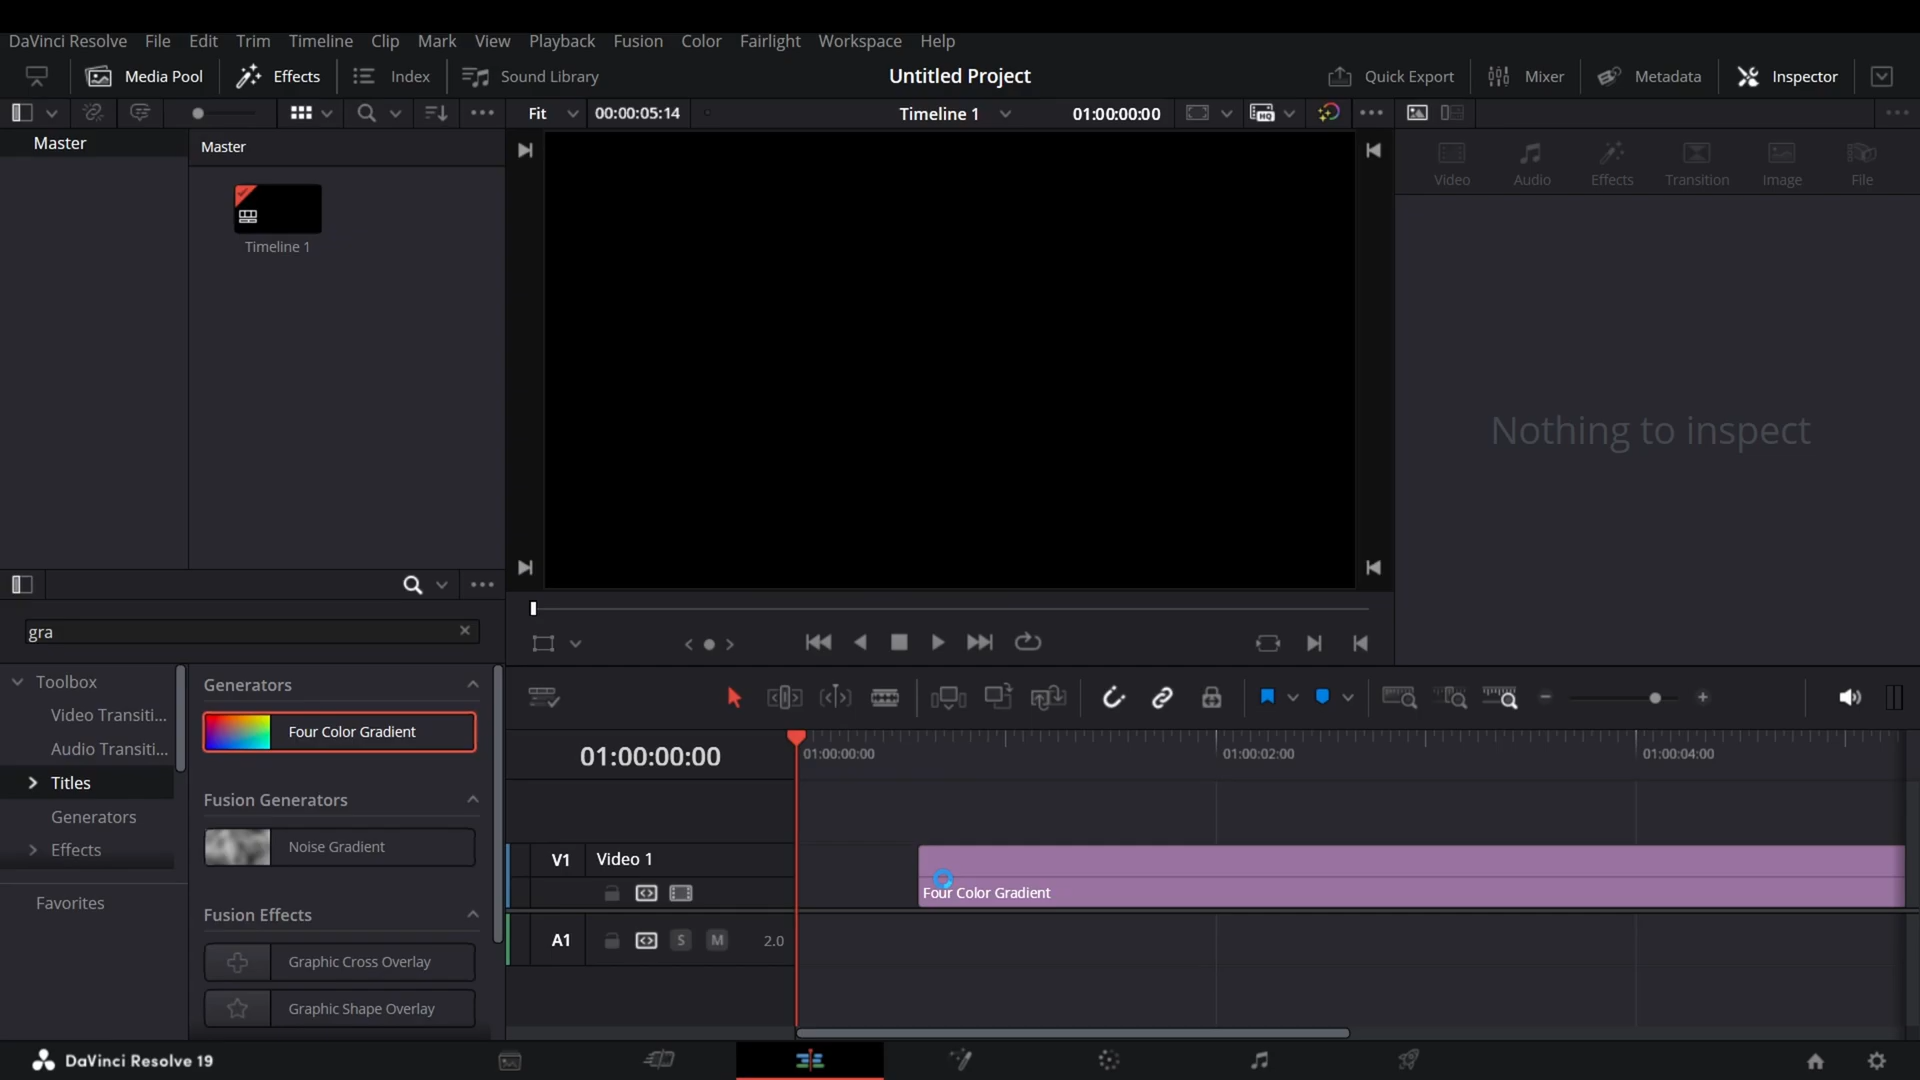 DaVinci Resolve File Edit Trim Timeline Clip Mark View Playback Fusion Color Fairlight Workspace Help
Media Pool Effects Index Sound Library Untitled Project Quick Export Mixer Metadata Inspector
Fit 00:00:05:14 Timeline 1 01:00:00:00
Master Master
Video Audio Effects Transition Image File
Timeline 1
Nothing to inspect
gra
Toolbox Generators
Video Transiti... Four Color Gradient
Audio Transiti...
Titles Fusion Generators
Generators
Effects Noise Gradient
Favorites Fusion Effects
Graphic Cross Overlay
Graphic Shape Overlay
01:00:00:00 01:00:00:00 01:00:02:00 01:00:04:00
V1 Video 1
Four Color Gradient
A1 S M 2.0
DaVinci Resolve 19